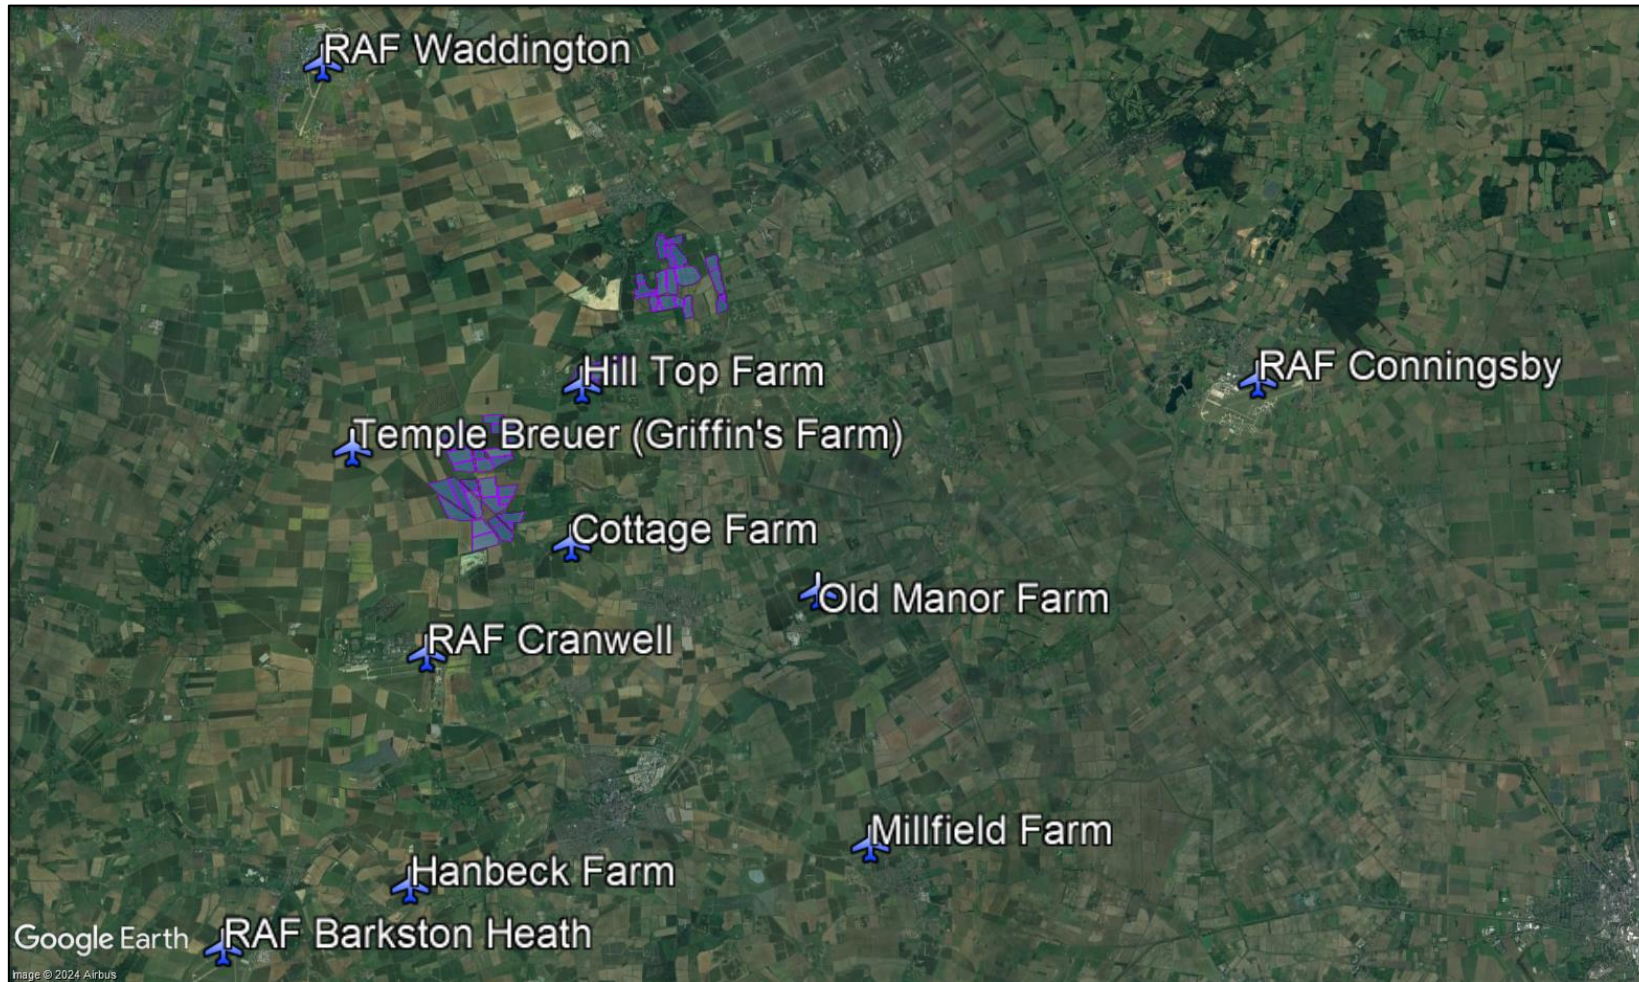 RAF Waddington
Hill Top Farm
RAF Conningsby
Temple Breuer (Griffin's Farm)
Cottage Farm
Old Manor Farm
RAF Cranwell
Millfield Farm
Hanbeck Farm
RAF Barkston Heath
Google Earth
Image © 2024 Airbus